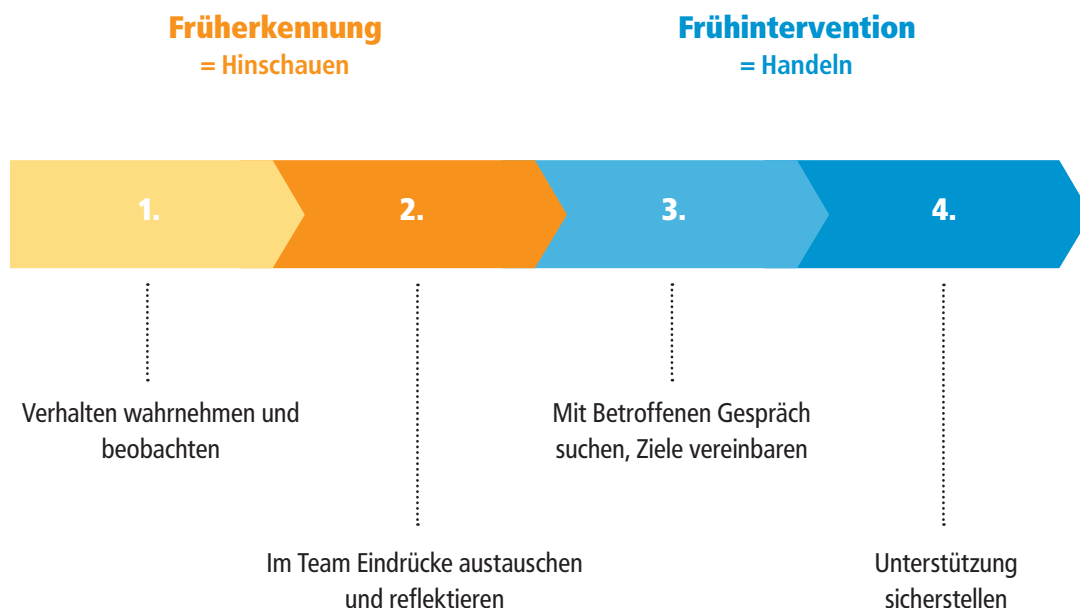 Früherkennung
= Hinschauen
Frühintervention
= Handeln
1.
2.
3.
4.
Verhalten wahrnehmen und
beobachten
Mit Betroffenen Gespräch
suchen, Ziele vereinbaren
Im Team Eindrücke austauschen
und reflektieren
Unterstützung
sicherstellen